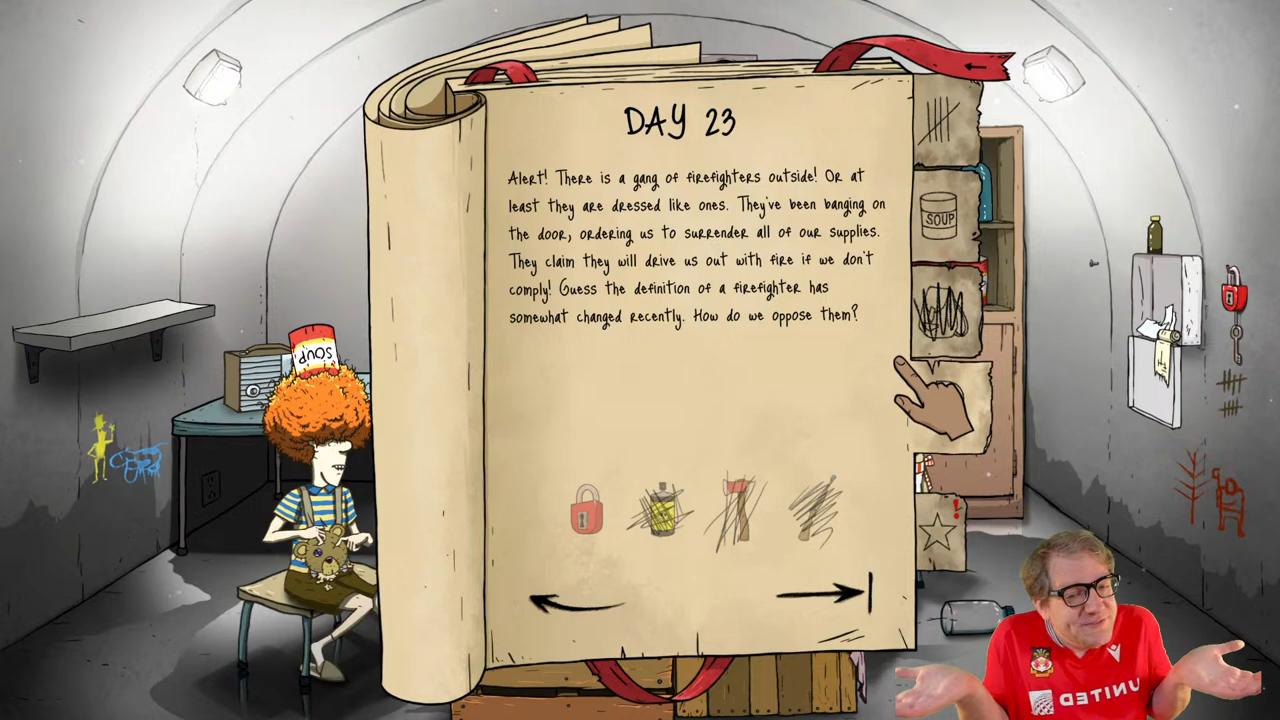 DAY 23
Alert! There is a gang of firefighters outside! Or at
least they are dressed like ones. They've been banging on
the door, ordering us to surrender all of our supplies.
They claim they will drive us out with fire if we don't
comply! Guess the definition of a firefighter has
somewhat changed recently. How do we oppose them?
SOUP
SOUP
!
UNITED